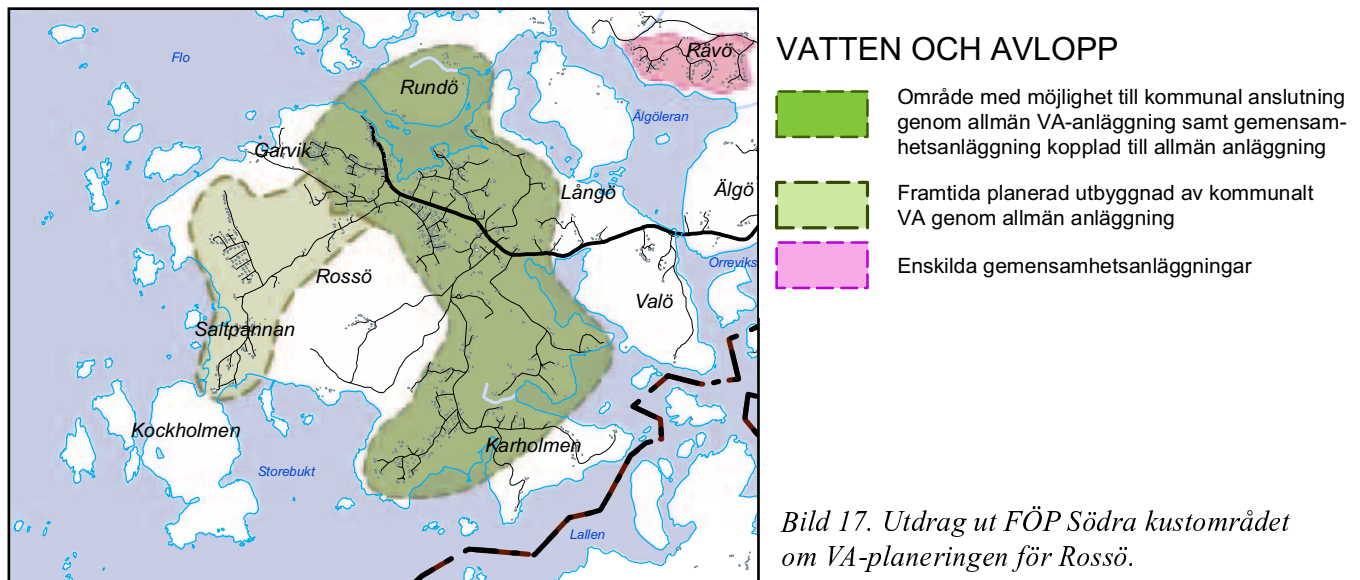 Flo
Rävö
Rundö
Älgöleran
Garvik
Långö
Älgö
Rossö
Orreviks
Valö
Saltpannan
Kockholmen
Karholmen
Storebukt
Lallen
VATTEN OCH AVLOPP
Område med möjlighet till kommunal anslutning
genom allmän VA-anläggning samt gemensam-
hetsanläggning kopplad till allmän anläggning
Framtida planerad utbyggnad av kommunalt
VA genom allmän anläggning
Enskilda gemensamhetsanläggningar
Bild 17. Utdrag ut FÖP Södra kustområdet
om VA-planeringen för Rossö.